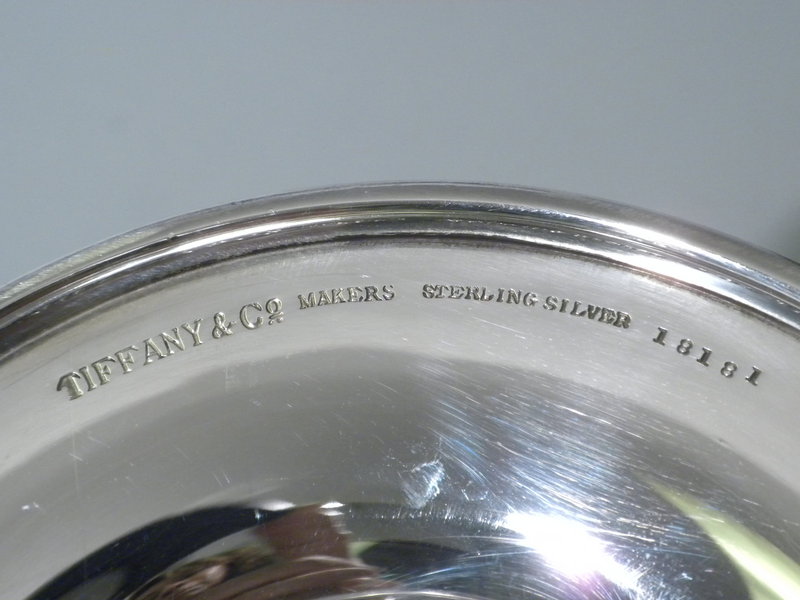 TIFFANY & Co MAKERS STERLING SILVER 18181